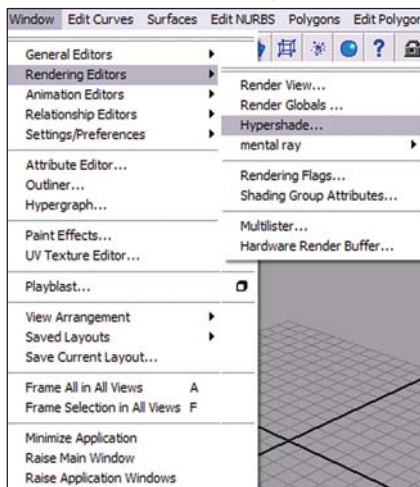 Window Edit Curves Surfaces Edit NURBS Polygons Edit Polygon
General Editors
Rendering Editors
Animation Editors
Relationship Editors
Settings/Preferences
Attribute Editor...
Outliner...
Hypergraph...
Paint Effects...
UV Texture Editor...
Playblast...
View Arrangement
Saved Layouts
Save Current Layout...
Frame All in All Views A
Frame Selection in All Views F
Minimize Application
Raise Main Window
Raise Application Windows
Render View...
Render Globals ...
Hypershade...
mental ray
Rendering Flags...
Shading Group Attributes...
Multilister...
Hardware Render Buffer...